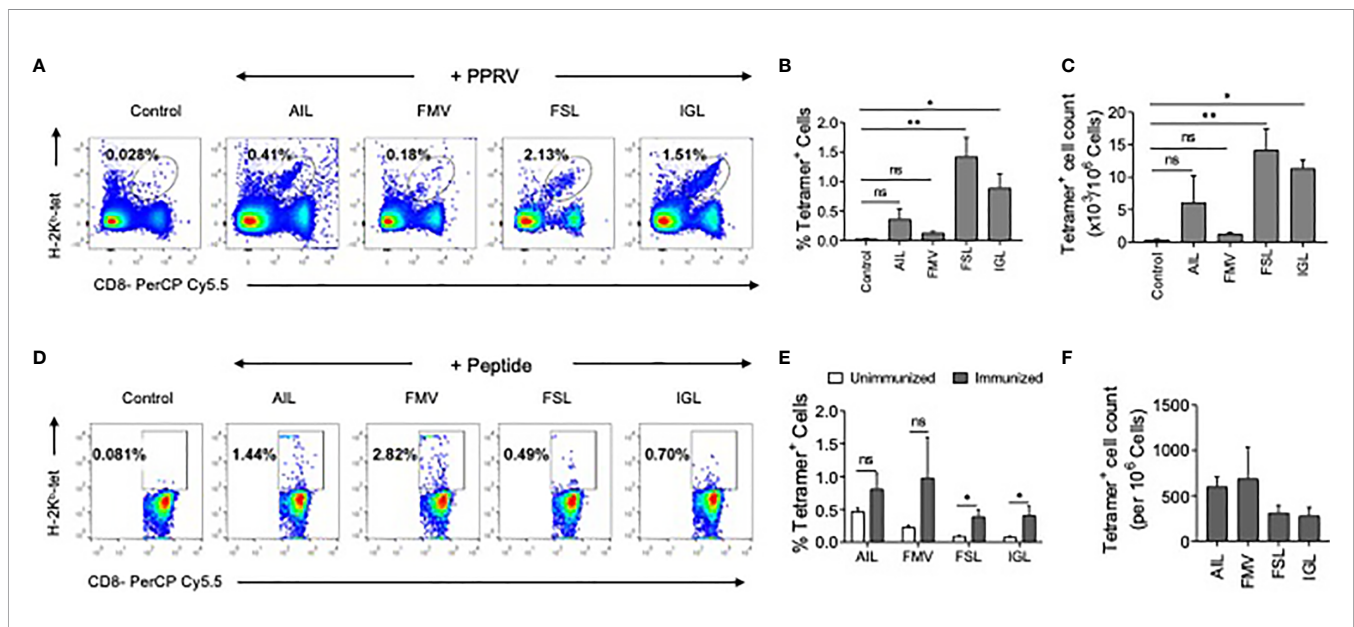 A
+ PPRV
Control AIL FMV FSL IGL
0.028% 0.41% 0.18% 2.13% 1.51%
H-2Kᵇ-tet
CD8- PerCP Cy5.5
B
% Tetramer⁺ Cells
2.0
1.5
1.0
0.5
0.0
ns
ns
**
*
Control AIL FMV FSL IGL
C
Tetramer⁺ cell count
(x10³/10⁶ Cells)
20
15
10
5
0
ns
ns
**
*
Control AIL FMV FSL IGL
D
+ Peptide
Control AIL FMV FSL IGL
0.081% 1.44% 2.82% 0.49% 0.70%
H-2Kᵇ-tet
CD8- PerCP Cy5.5
E
Unimmunized Immunized
% Tetramer⁺ Cells
2.0
1.5
1.0
0.5
0.0
ns ns * *
AIL FMV FSL IGL
F
Tetramer⁺ cell count
(per 10⁶ Cells)
1500
1000
500
0
AIL FMV FSL IGL